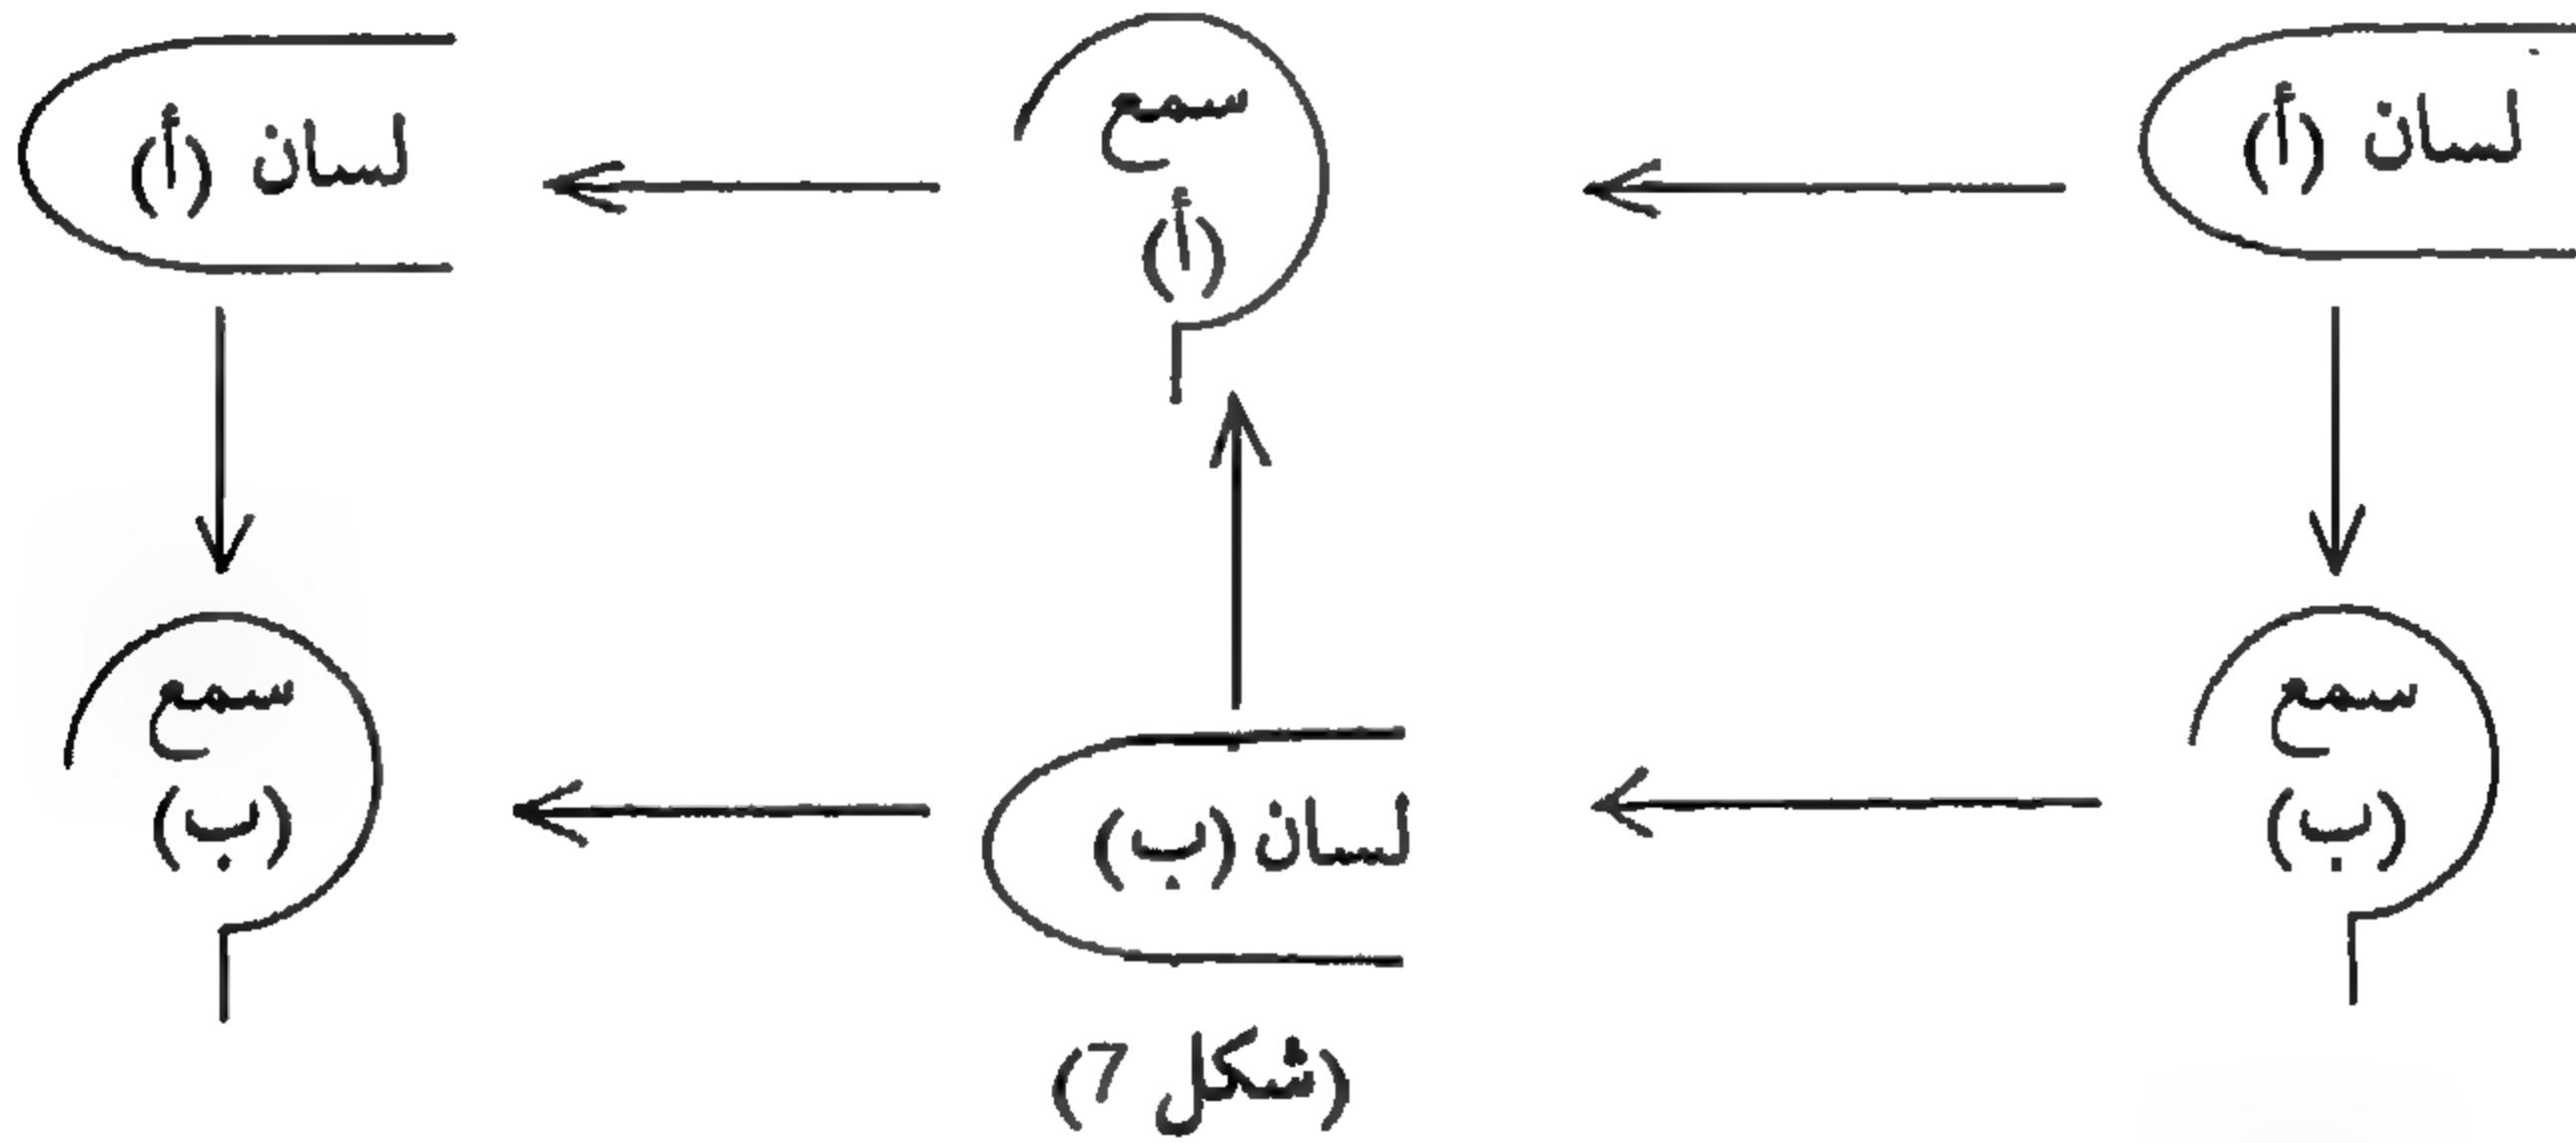 لسان (أ)
سمع
(أ)
لسان (أ)
سمع
(ب)
لسان (ب)
سمع
(ب)
(شكل 7)